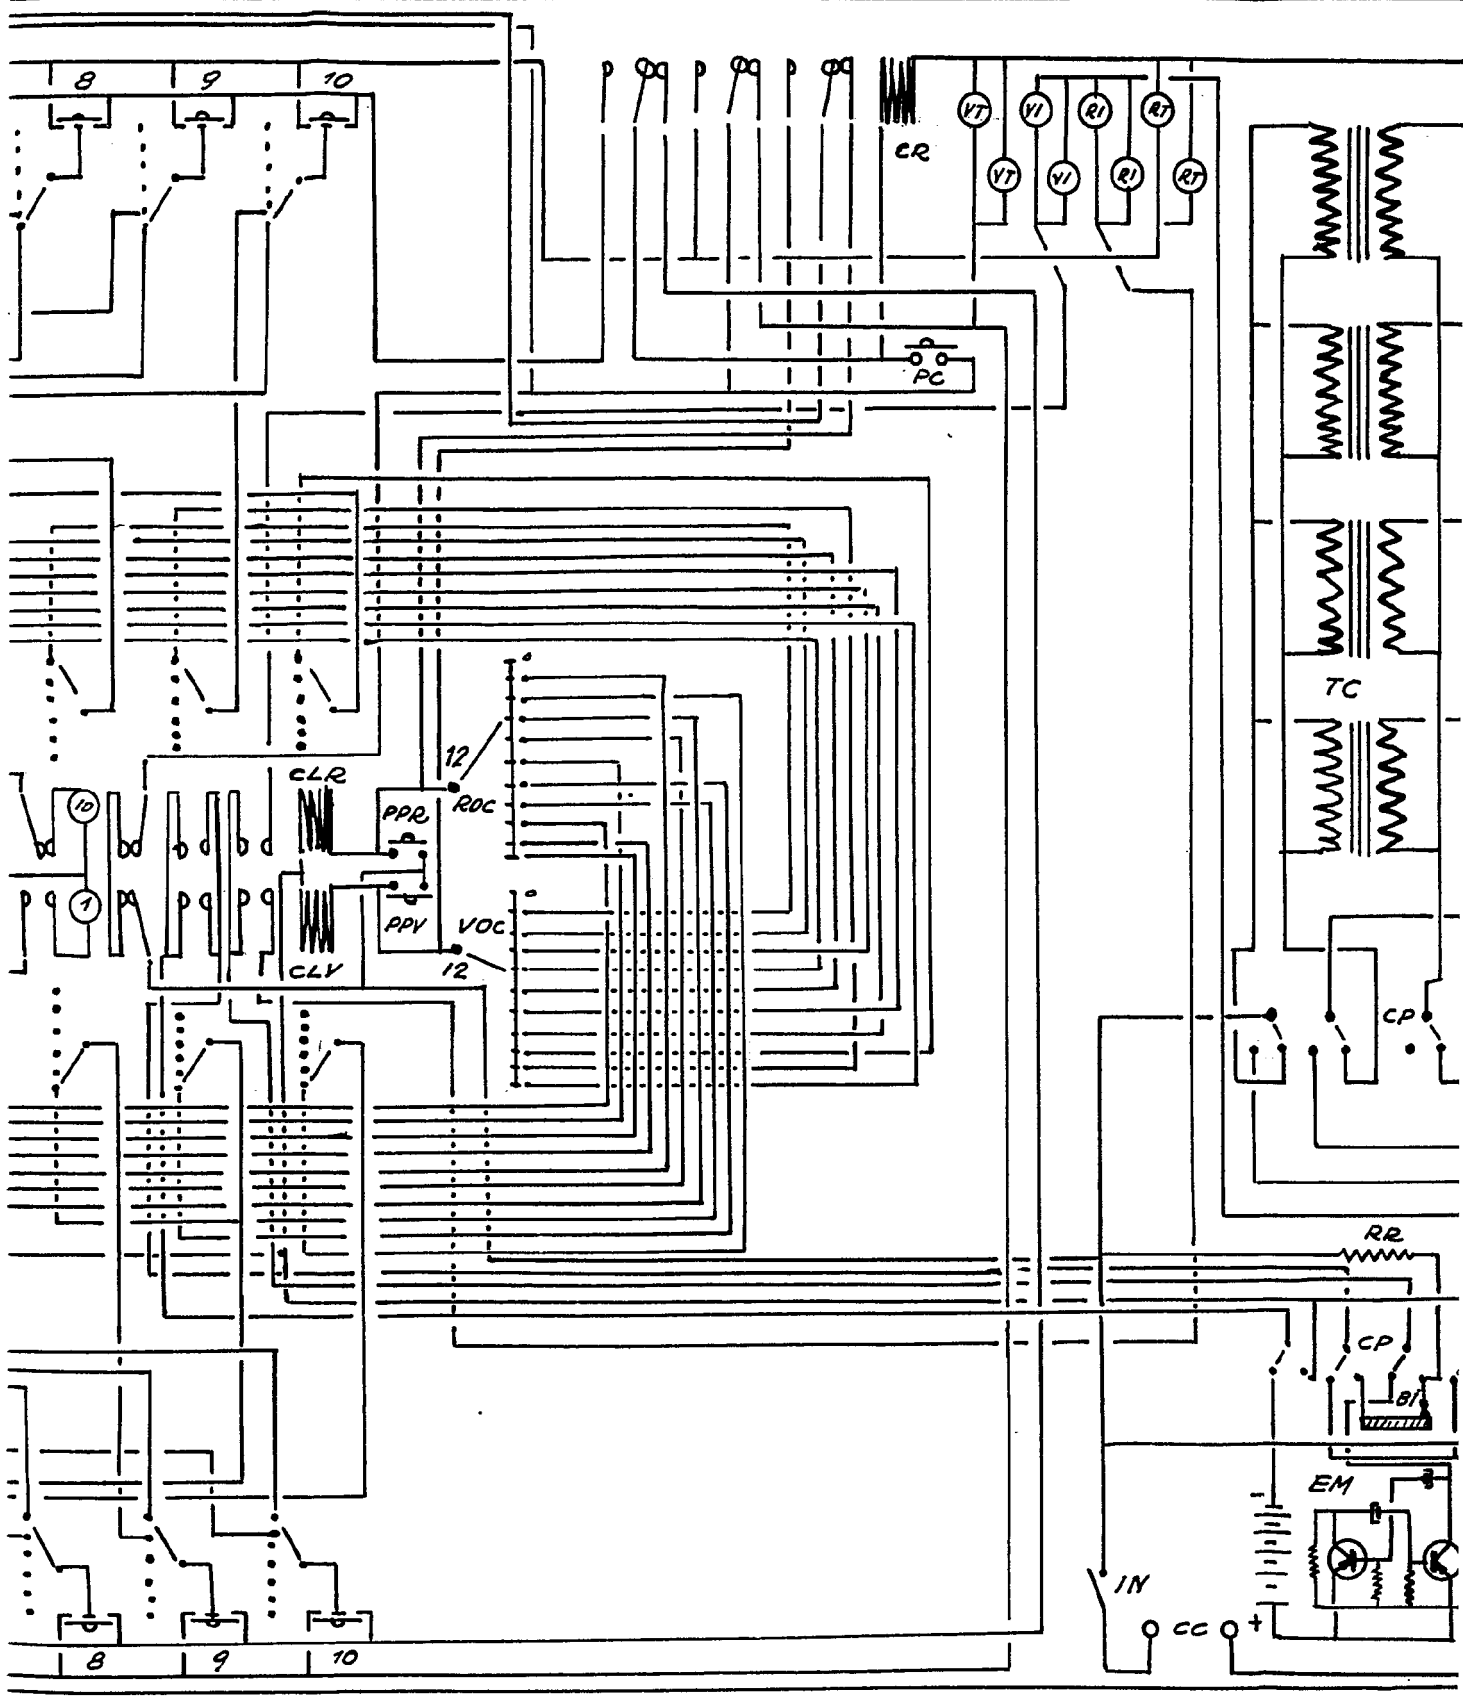 8 9 10
CR
VT VI RI RT
VT VI RI RT
PC
TC
12
CLR
ROC
10
PPR
1
PPV VOC
CLV 12
CP
RR
CP
BI
EM
-
IN
CC +
8 9 10